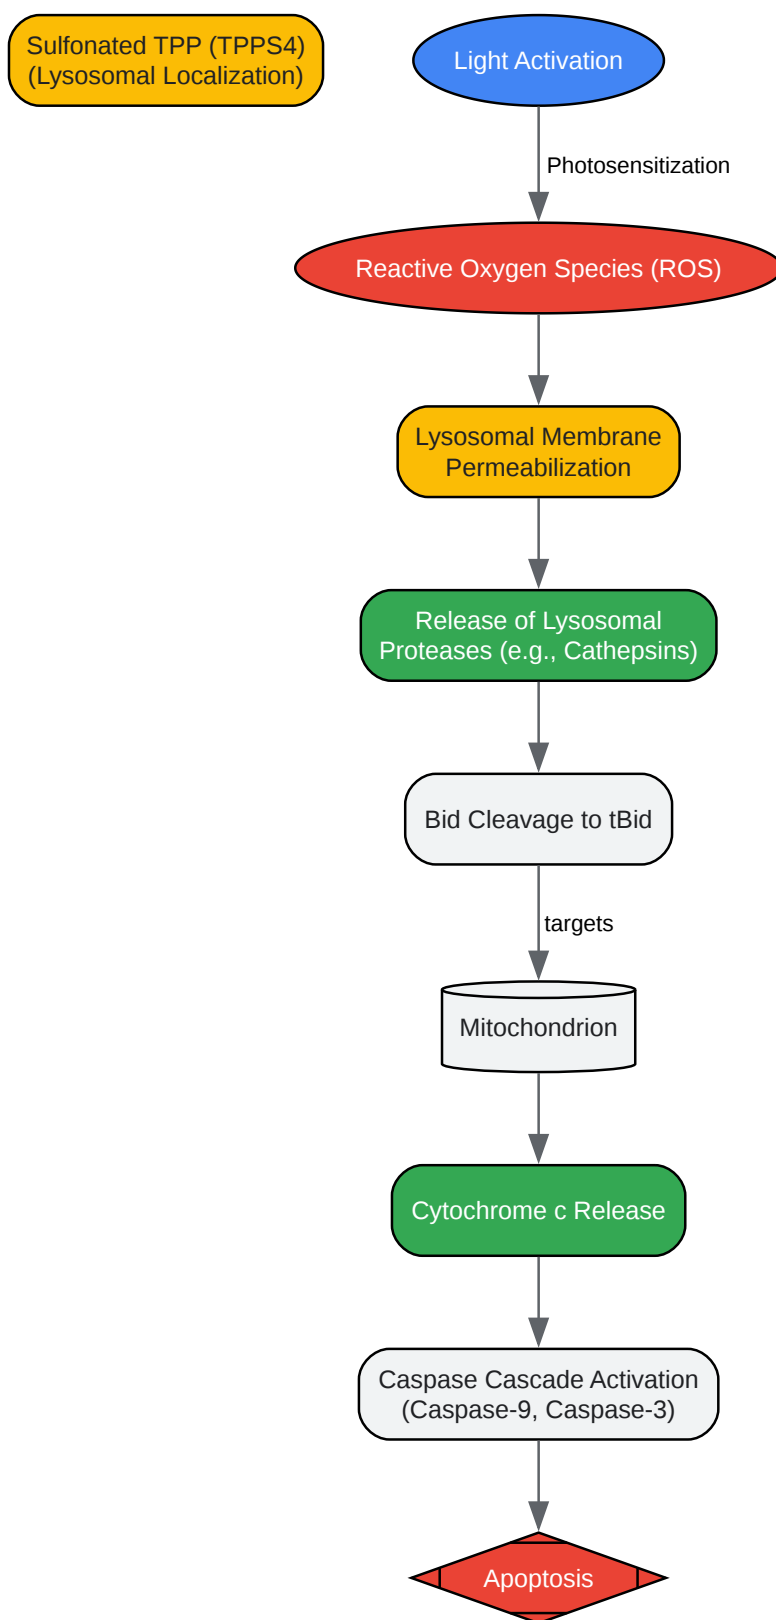 Sulfonated TPP (TPPS4)
(Lysosomal Localization)
Light Activation
Photosensitization
Reactive Oxygen Species (ROS)
Lysosomal Membrane
Permeabilization
Release of Lysosomal
Proteases (e.g., Cathepsins)
Bid Cleavage to tBid
targets
Mitochondrion
Cytochrome c Release
Caspase Cascade Activation
(Caspase-9, Caspase-3)
Apoptosis